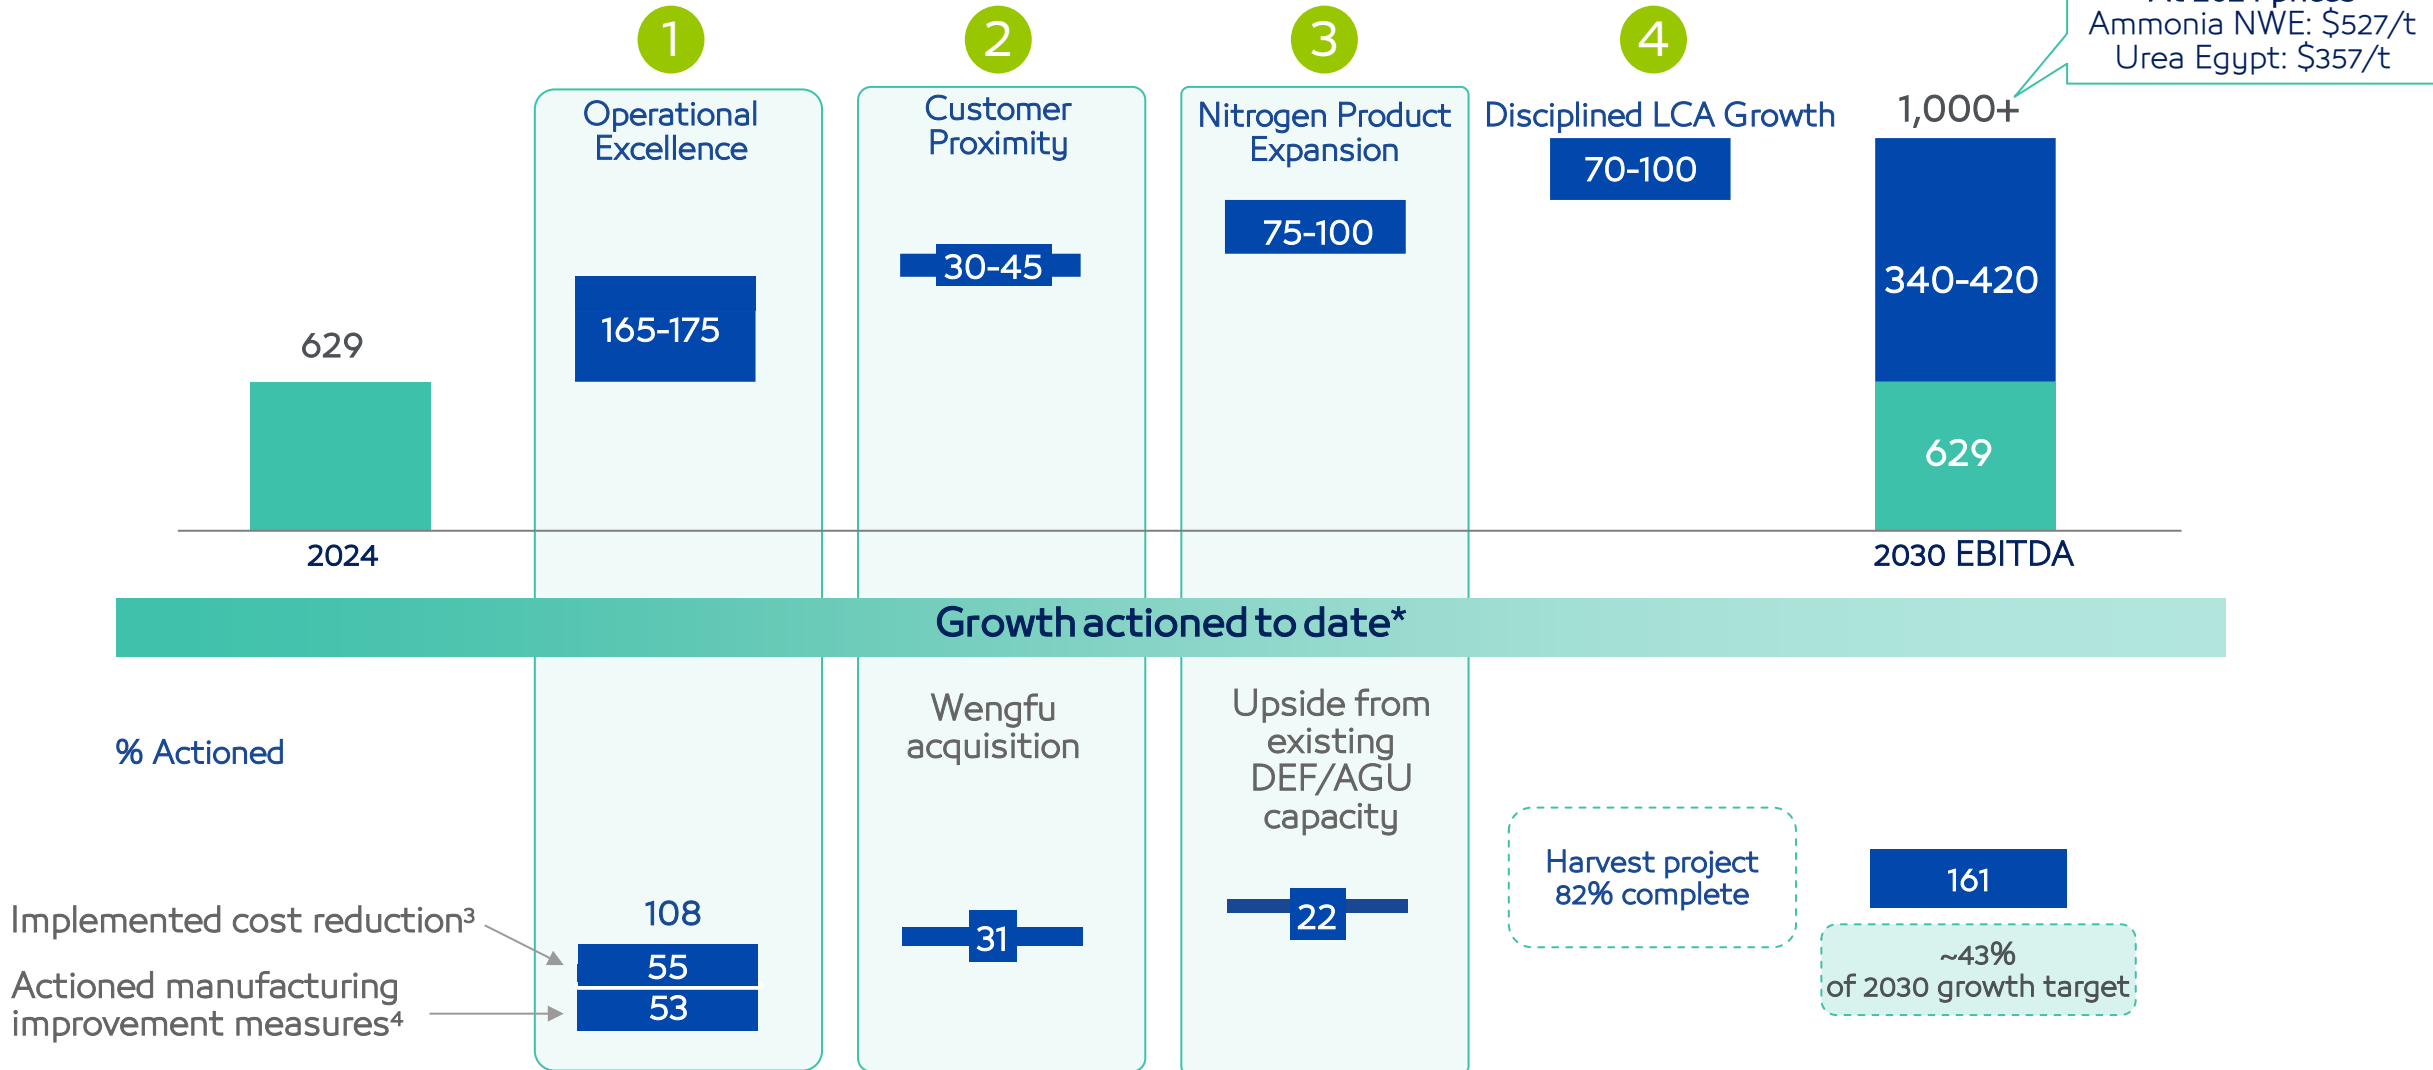 1
2
3
4
At 2024 prices
Ammonia NWE: $527/t
Urea Egypt: $357/t
Operational
Excellence
Customer
Proximity
Nitrogen Product
Expansion
Disciplined LCA Growth
1,000+
70-100
75-100
30-45
340-420
165-175
629
629
2024
2030 EBITDA
Growth actioned to date*
% Actioned
Wengfu
acquisition
Upside from
existing
DEF/AGU
capacity
Harvest project
82% complete
161
~43%
of 2030 growth target
Implemented cost reduction³
Actioned manufacturing
improvement measures⁴
108
55
53
31
22